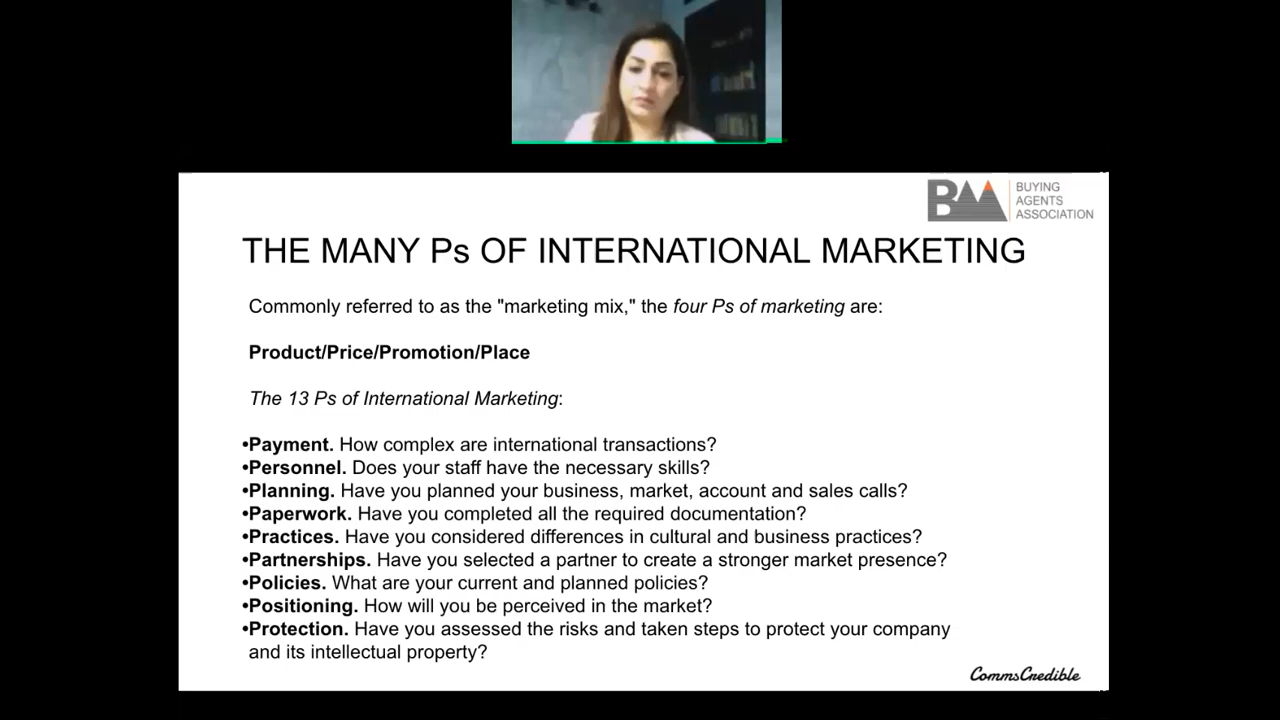 BAA BUYING
AGENTS
ASSOCIATION
THE MANY Ps OF INTERNATIONAL MARKETING
Commonly referred to as the "marketing mix," the four Ps of marketing are:
Product/Price/Promotion/Place
The 13 Ps of International Marketing:
•Payment. How complex are international transactions?
•Personnel. Does your staff have the necessary skills?
•Planning. Have you planned your business, market, account and sales calls?
•Paperwork. Have you completed all the required documentation?
•Practices. Have you considered differences in cultural and business practices?
•Partnerships. Have you selected a partner to create a stronger market presence?
•Policies. What are your current and planned policies?
•Positioning. How will you be perceived in the market?
•Protection. Have you assessed the risks and taken steps to protect your company
and its intellectual property?
CommsCredible